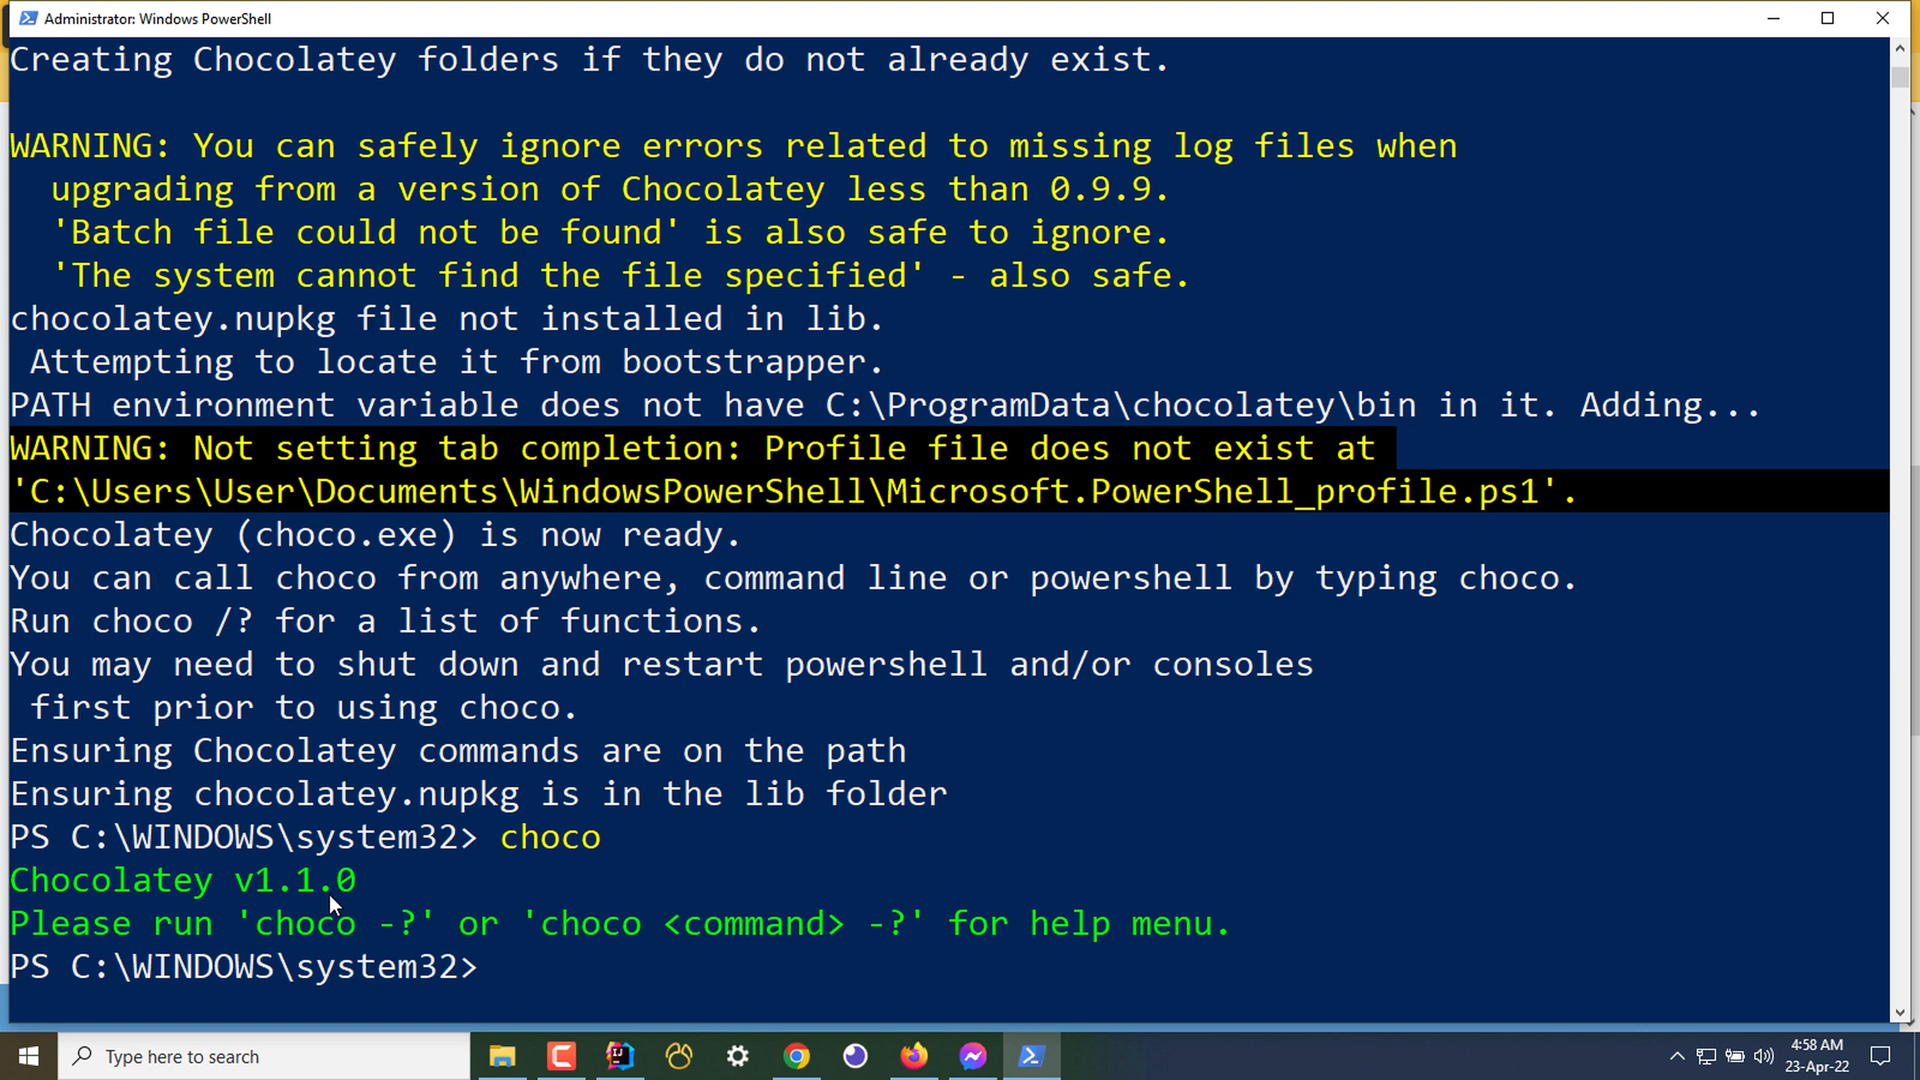 Administrator: Windows PowerShell
Creating Chocolatey folders if they do not already exist.
WARNING: You can safely ignore errors related to missing log files when
upgrading from a version of Chocolatey less than 0.9.9.
'Batch file could not be found' is also safe to ignore.
'The system cannot find the file specified' - also safe.
chocolatey.nupkg file not installed in lib.
Attempting to locate it from bootstrapper.
PATH environment variable does not have C:\ProgramData\chocolatey\bin in it. Adding...
WARNING: Not setting tab completion: Profile file does not exist at
'C:\Users\User\Documents\WindowsPowerShell\Microsoft.PowerShell_profile.ps1'.
Chocolatey (choco.exe) is now ready.
You can call choco from anywhere, command line or powershell by typing choco.
Run choco /? for a list of functions.
You may need to shut down and restart powershell and/or consoles
first prior to using choco.
Ensuring Chocolatey commands are on the path
Ensuring chocolatey.nupkg is in the lib folder
PS C:\WINDOWS\system32> choco
Chocolatey v1.1.0
Please run 'choco -?' or 'choco <command> -?' for help menu.
PS C:\WINDOWS\system32>
Type here to search
4:58 AM
23-Apr-22